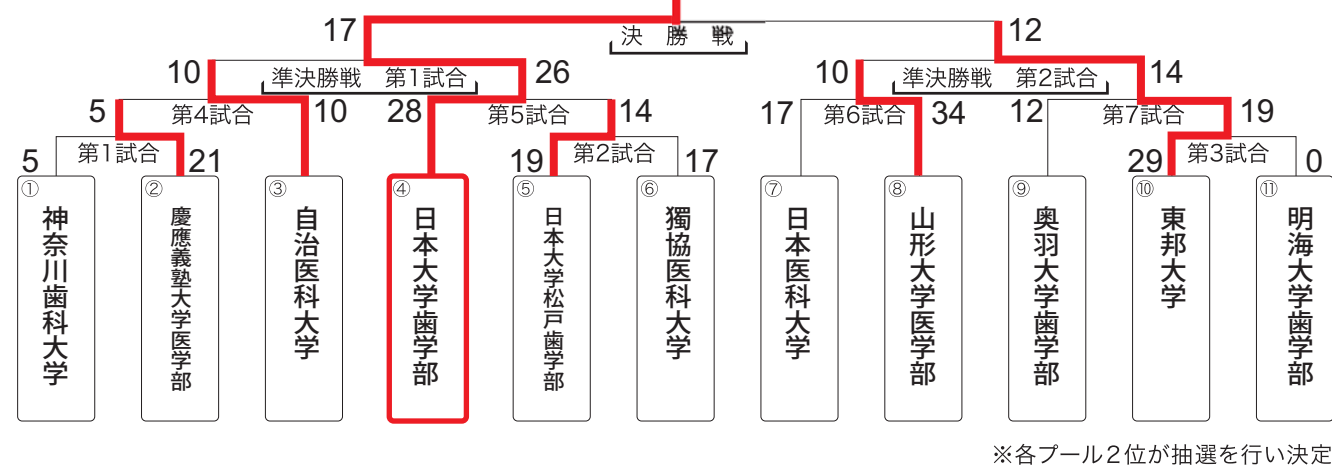 17
決勝戦
12
10
準決勝戦 第1試合
26
10
準決勝戦 第2試合
14
5
第4試合
10
28
第5試合
14
17
第6試合
34
12
第7試合
19
5
第1試合
21
19
第2試合
17
29
第3試合
0
① 神奈川歯科大学
② 慶應義塾大学医学部
③ 自治医科大学
④ 日本大学歯学部
⑤ 日本大学松戸歯学部
⑥ 獨協医科大学
⑦ 日本医科大学
⑧ 山形大学医学部
⑨ 奥羽大学歯学部
⑩ 東邦大学
⑪ 明海大学歯学部
※各プール2位が抽選を行い決定